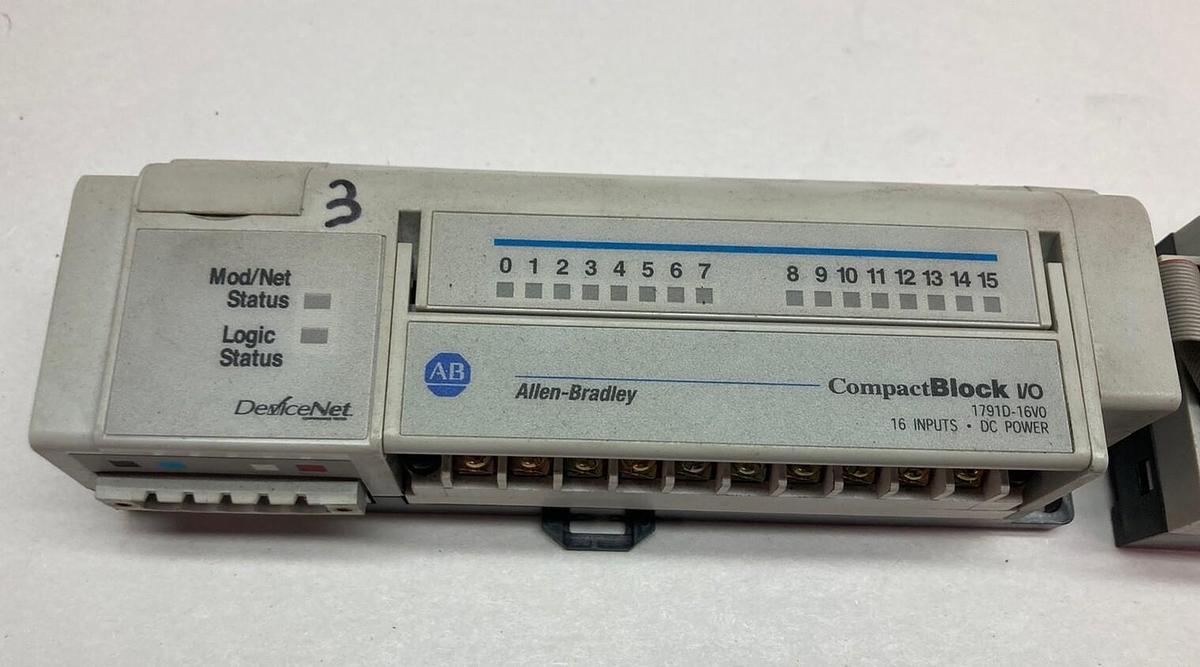 3
Mod/Net
Status
Logic
Status
DeviceNet
0 1 2 3 4 5 6 7 8 9 10 11 12 13 14 15
AB
Allen-Bradley
CompactBlock I/O
1791D-16V0
16 INPUTS • DC POWER